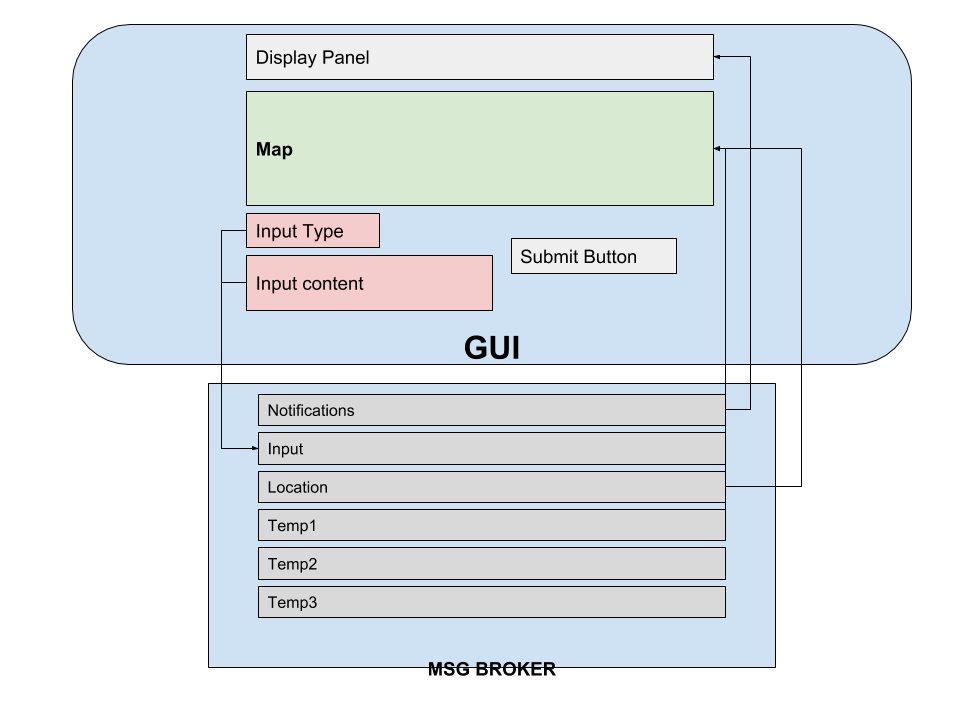 Display Panel
Map
Input Type
Submit Button
Input content
GUI
Notifications
Input
Location
Temp1
Temp2
Temp3
MSG BROKER